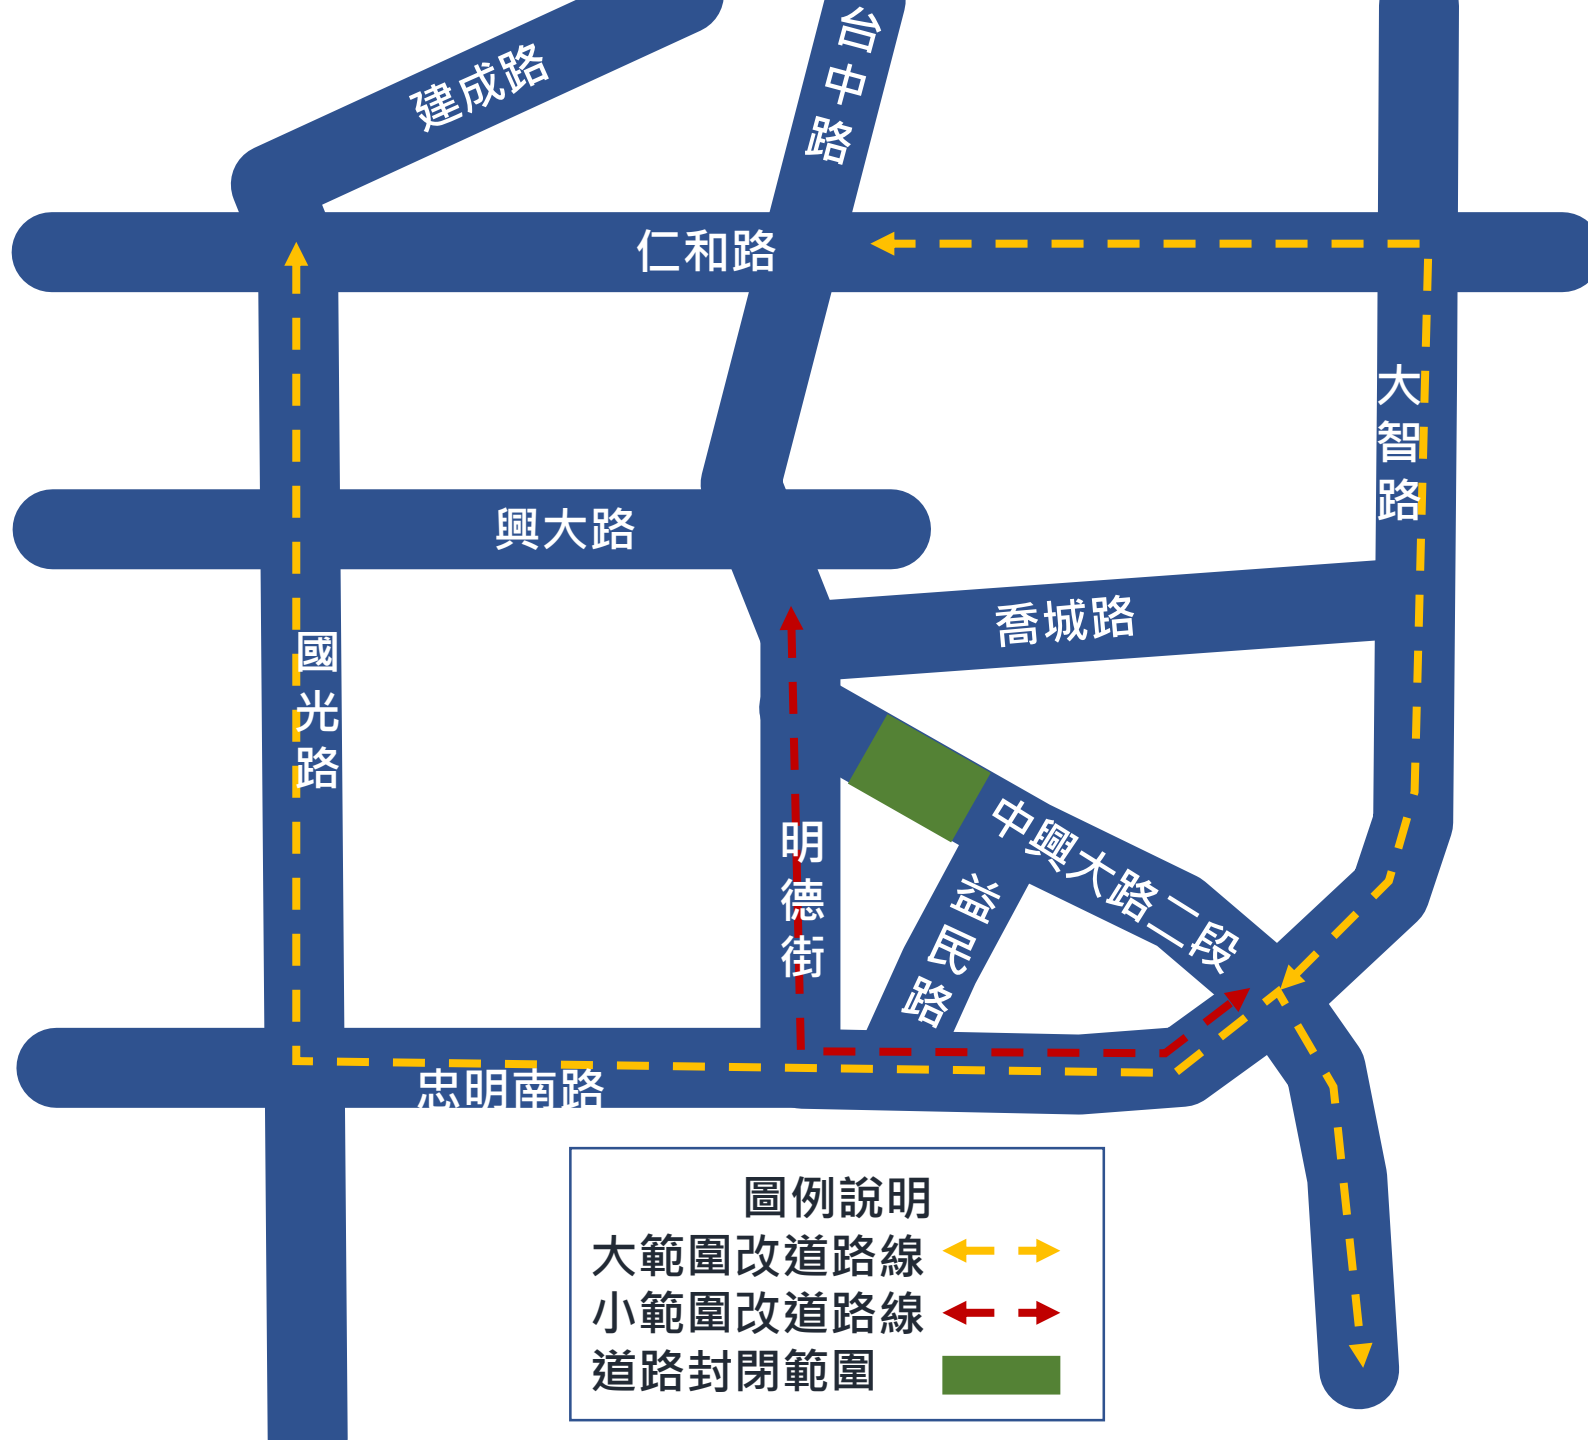 建成路
台中路
仁和路
大智路
興大路
喬城路
國光路
中興大路二段
明德街
益民路
忠明南路
圖例說明
大範圍改道路線
小範圍改道路線
道路封閉範圍